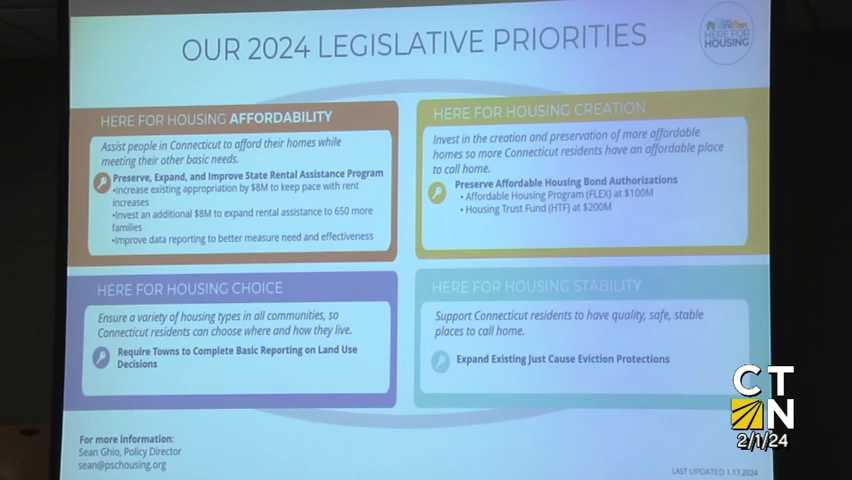 OUR 2024 LEGISLATIVE PRIORITIES
HERE FOR
HOUSING
HERE FOR HOUSING AFFORDABILITY
Assist people in Connecticut to afford their homes while
meeting their other basic needs.
Preserve, Expand, and Improve State Rental Assistance Program
•Increase existing appropriation by $8M to keep pace with rent
increases
•Invest an additional $8M to expand rental assistance to 650 more
families
•Improve data reporting to better measure need and effectiveness
HERE FOR HOUSING CREATION
Invest in the creation and preservation of more affordable
homes so more Connecticut residents have an affordable place
to call home.
Preserve Affordable Housing Bond Authorizations
• Affordable Housing Program (FLEX) at $100M
• Housing Trust Fund (HTF) at $200M
HERE FOR HOUSING CHOICE
Ensure a variety of housing types in all communities, so
Connecticut residents can choose where and how they live.
Require Towns to Complete Basic Reporting on Land Use
Decisions
HERE FOR HOUSING STABILITY
Support Connecticut residents to have quality, safe, stable
places to call home.
Expand Existing Just Cause Eviction Protections
For more information:
Sean Ghio, Policy Director
sean@pschousing.org
LAST UPDATED 1.17.2024
CT
N
2/1/24